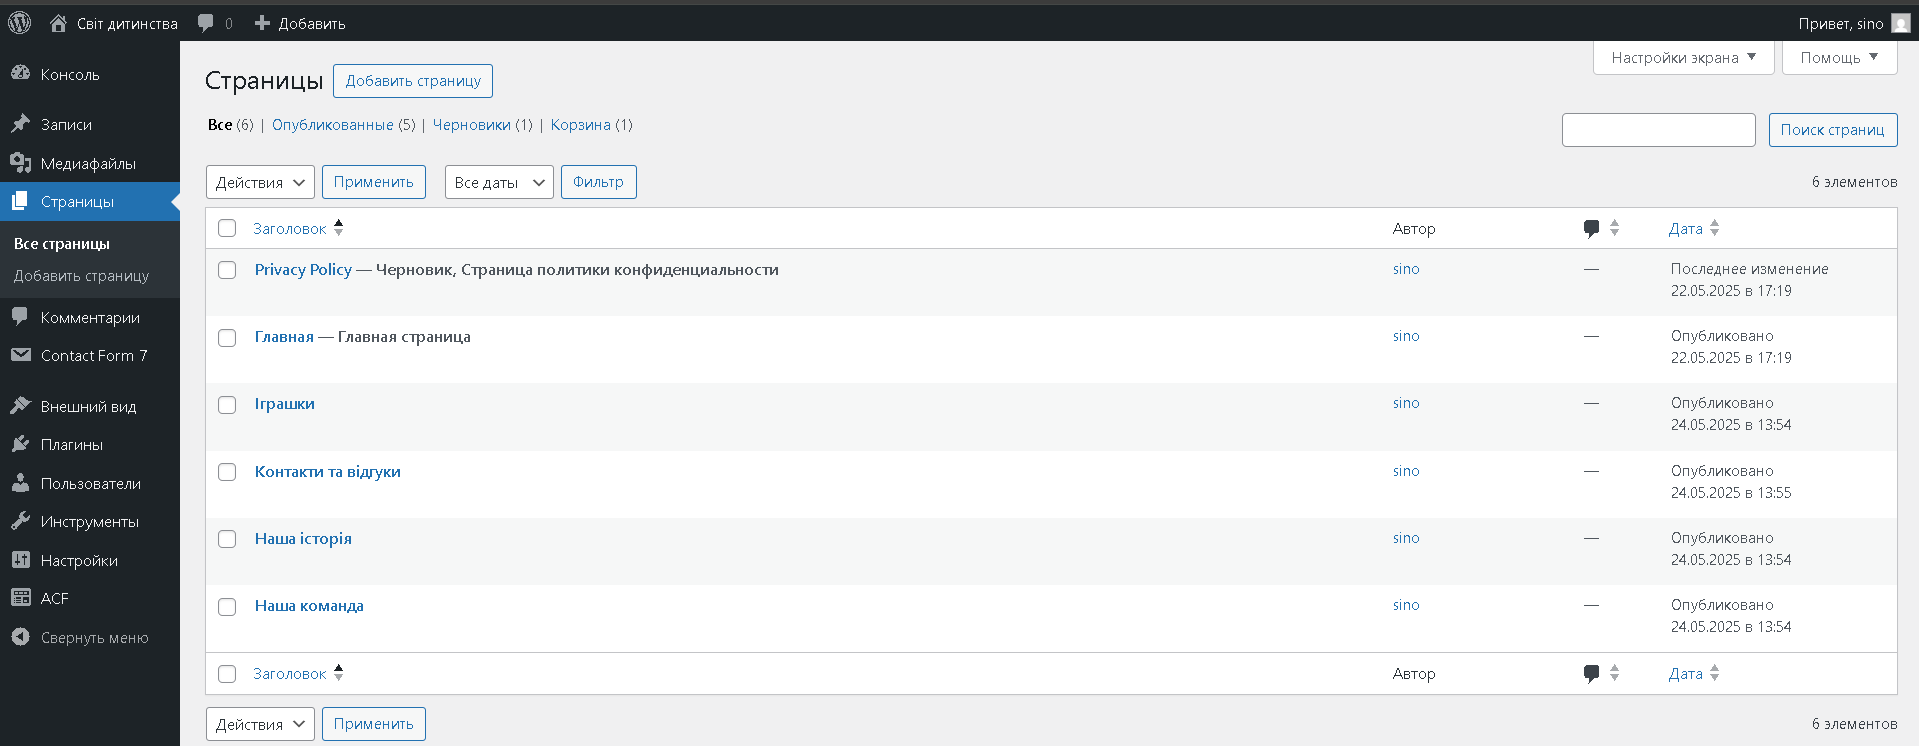 Світ дитинства 0 Добавить Привет, sino
Консоль
Записи
Медиафайлы
Страницы
Все страницы
Добавить страницу
Комментарии
Contact Form 7
Внешний вид
Плагины
Пользователи
Инструменты
Настройки
ACF
Свернуть меню
Настройки экрана Помощь
Страницы Добавить страницу
Все (6) | Опубликованные (5) | Черновики (1) | Корзина (1)
Поиск страниц
Действия Применить Все даты Фильтр 6 элементов
Заголовок Автор Дата
Privacy Policy — Черновик, Страница политики конфиденциальности sino — Последнее изменение
22.05.2025 в 17:19
Главная — Главная страница sino — Опубликовано
22.05.2025 в 17:19
Іграшки sino — Опубликовано
24.05.2025 в 13:54
Контакти та відгуки sino — Опубликовано
24.05.2025 в 13:55
Наша історія sino — Опубликовано
24.05.2025 в 13:54
Наша команда sino — Опубликовано
24.05.2025 в 13:54
Заголовок Автор Дата
Действия Применить 6 элементов